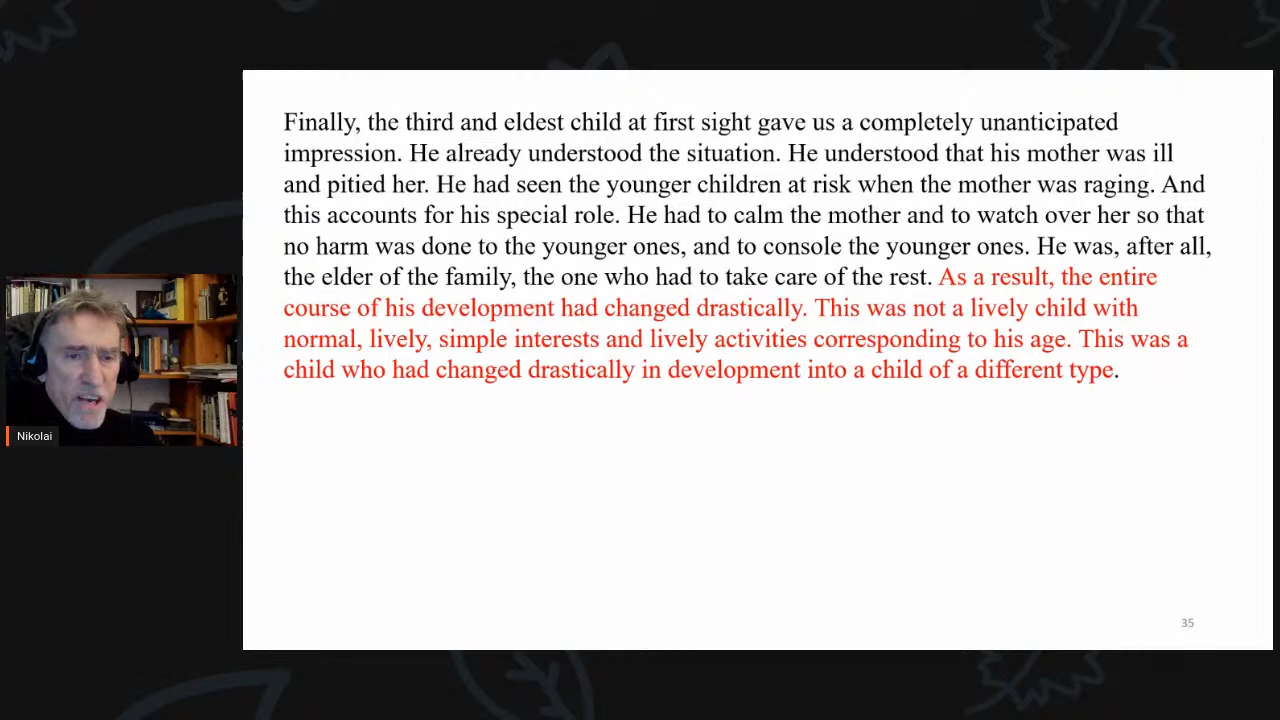 Finally, the third and eldest child at first sight gave us a completely unanticipated
impression. He already understood the situation. He understood that his mother was ill
and pitied her. He had seen the younger children at risk when the mother was raging. And
this accounts for his special role. He had to calm the mother and to watch over her so that
no harm was done to the younger ones, and to console the younger ones. He was, after all,
the elder of the family, the one who had to take care of the rest. As a result, the entire
course of his development had changed drastically. This was not a lively child with
normal, lively, simple interests and lively activities corresponding to his age. This was a
child who had changed drastically in development into a child of a different type.
Nikolai
35